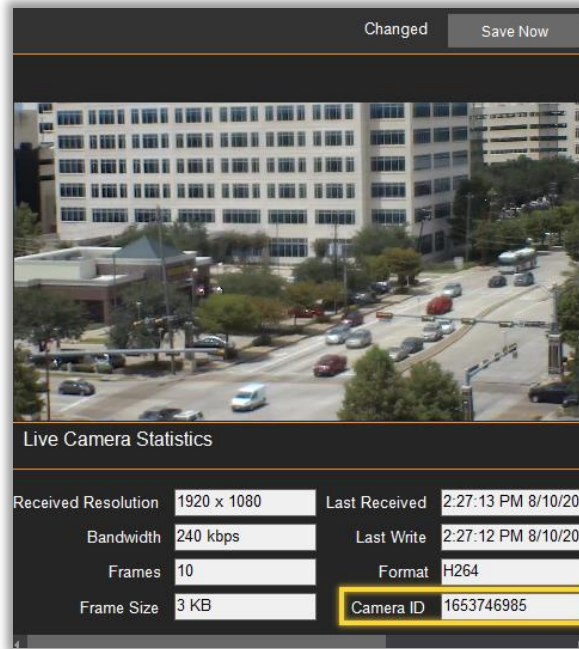 Changed Save Now
Live Camera Statistics
Received Resolution 1920 x 1080 Last Received 2:27:13 PM 8/10/20
Bandwidth 240 kbps Last Write 2:27:12 PM 8/10/20
Frames 10 Format H264
Frame Size 3 KB Camera ID 1653746985